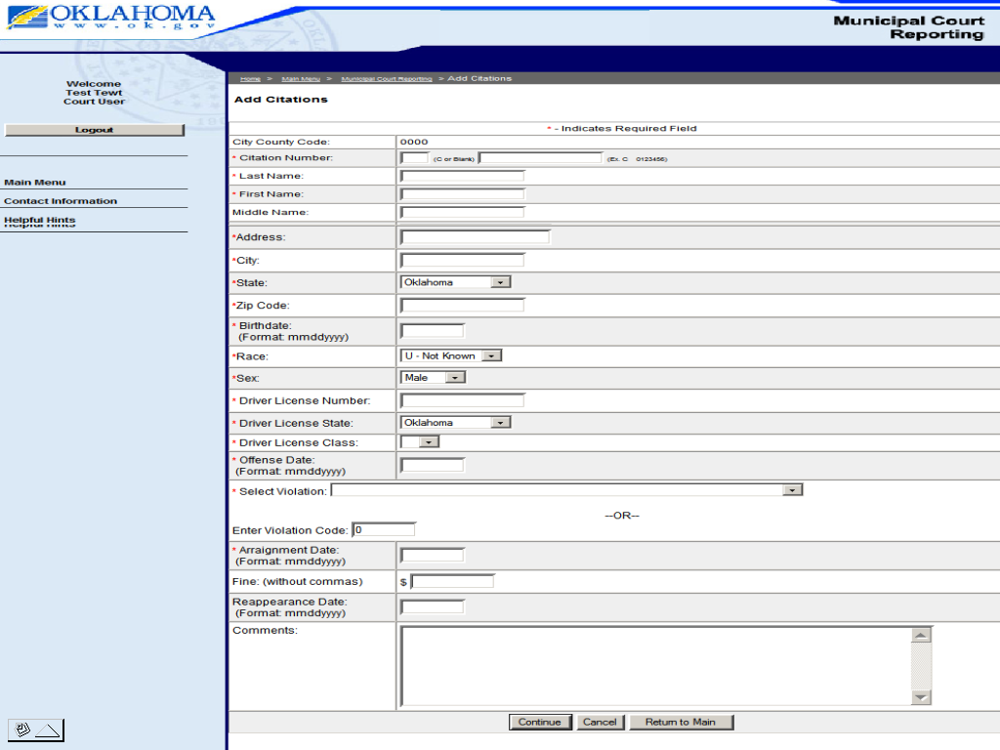 OKLAHOMA
www.ok.gov
Municipal Court
Reporting
Welcome
Test Tewt
Court User
Logout
Main Menu
Contact Information
Helpful Hints
Home > Main Menu > Municipal Court Reporting > Add Citations
Add Citations
* - Indicates Required Field
City County Code: 0000
* Citation Number: (C or Blank) (Ex. C 0123456)
* Last Name:
* First Name:
Middle Name:
*Address:
*City:
*State: Oklahoma
*Zip Code:
* Birthdate:
(Format: mmddyyyy)
*Race: U - Not Known
*Sex: Male
* Driver License Number:
* Driver License State: Oklahoma
* Driver License Class:
* Offense Date:
(Format: mmddyyyy)
* Select Violation:
--OR--
Enter Violation Code: 0
* Arraignment Date:
(Format: mmddyyyy)
Fine: (without commas) $
Reappearance Date:
(Format: mmddyyyy)
Comments:
Continue Cancel Return to Main